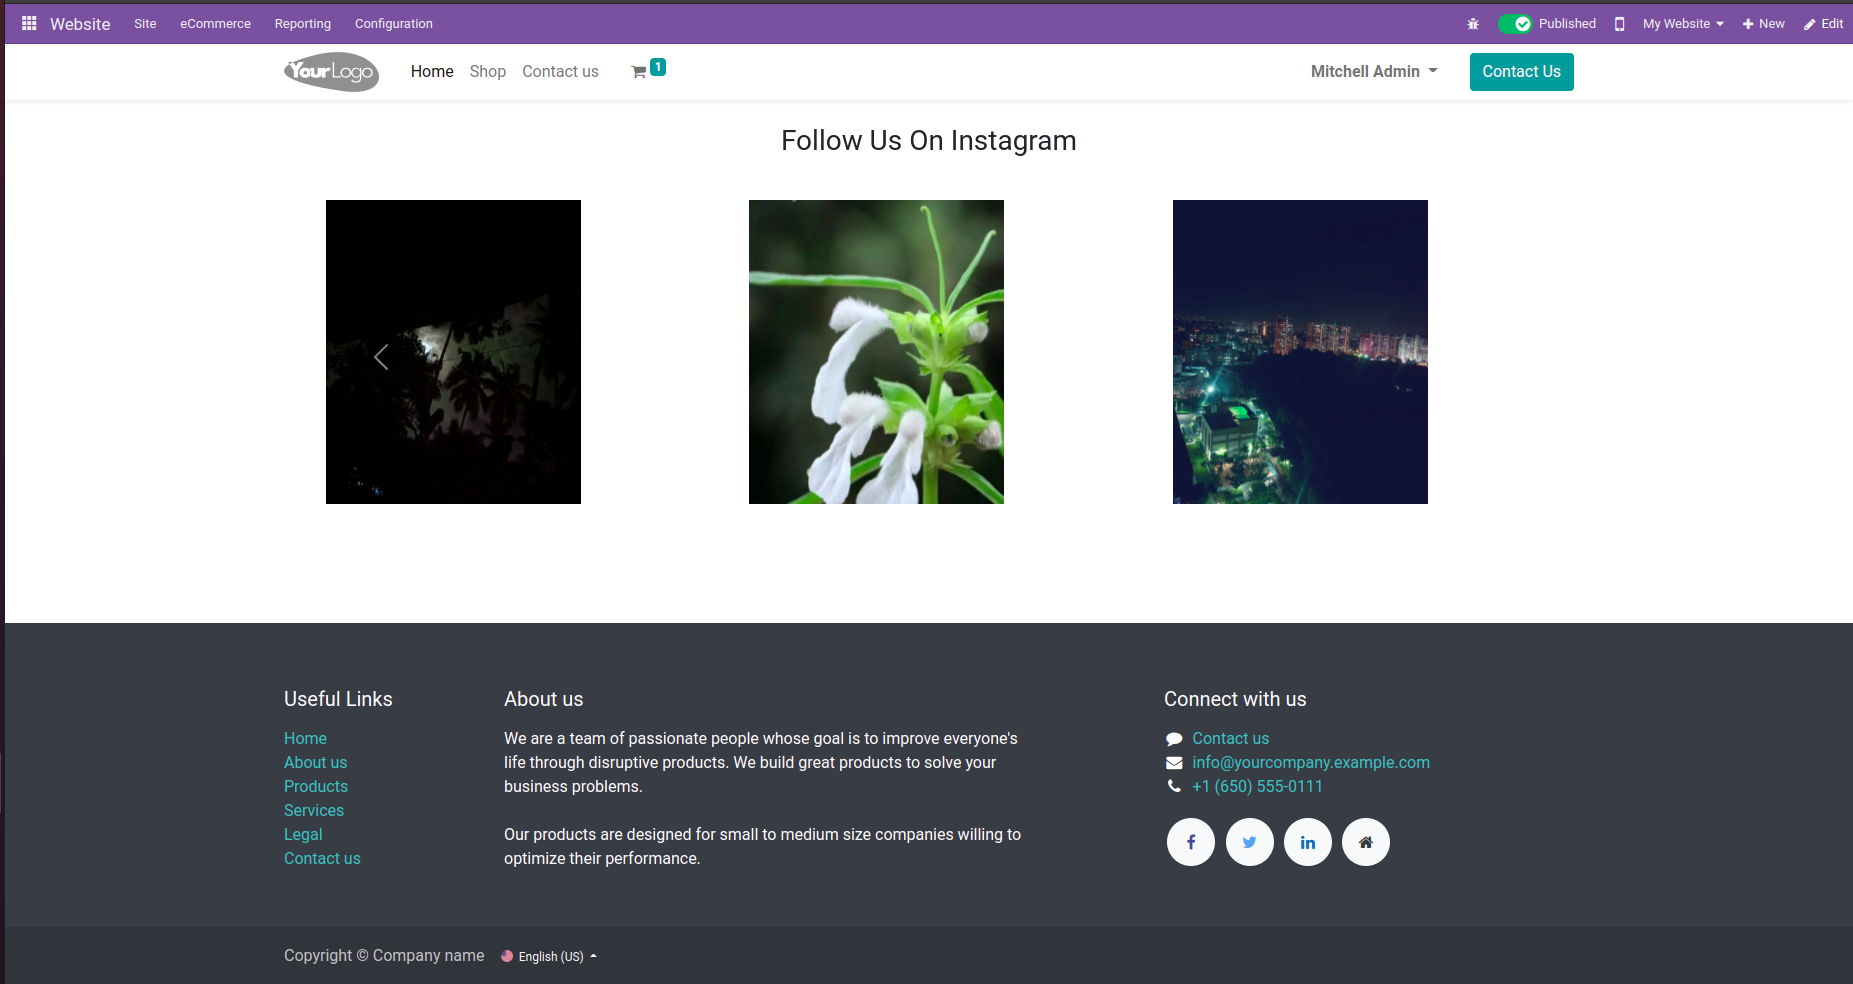 Website Site eCommerce Reporting Configuration Published My Website New Edit
YourLogo Home Shop Contact us 1 Mitchell Admin Contact Us
Follow Us On Instagram
Useful Links
Home
About us
Products
Services
Legal
Contact us
About us
We are a team of passionate people whose goal is to improve everyone's
life through disruptive products. We build great products to solve your
business problems.
Our products are designed for small to medium size companies willing to
optimize their performance.
Connect with us
Contact us
info@yourcompany.example.com
+1 (650) 555-0111
Copyright © Company name English (US)